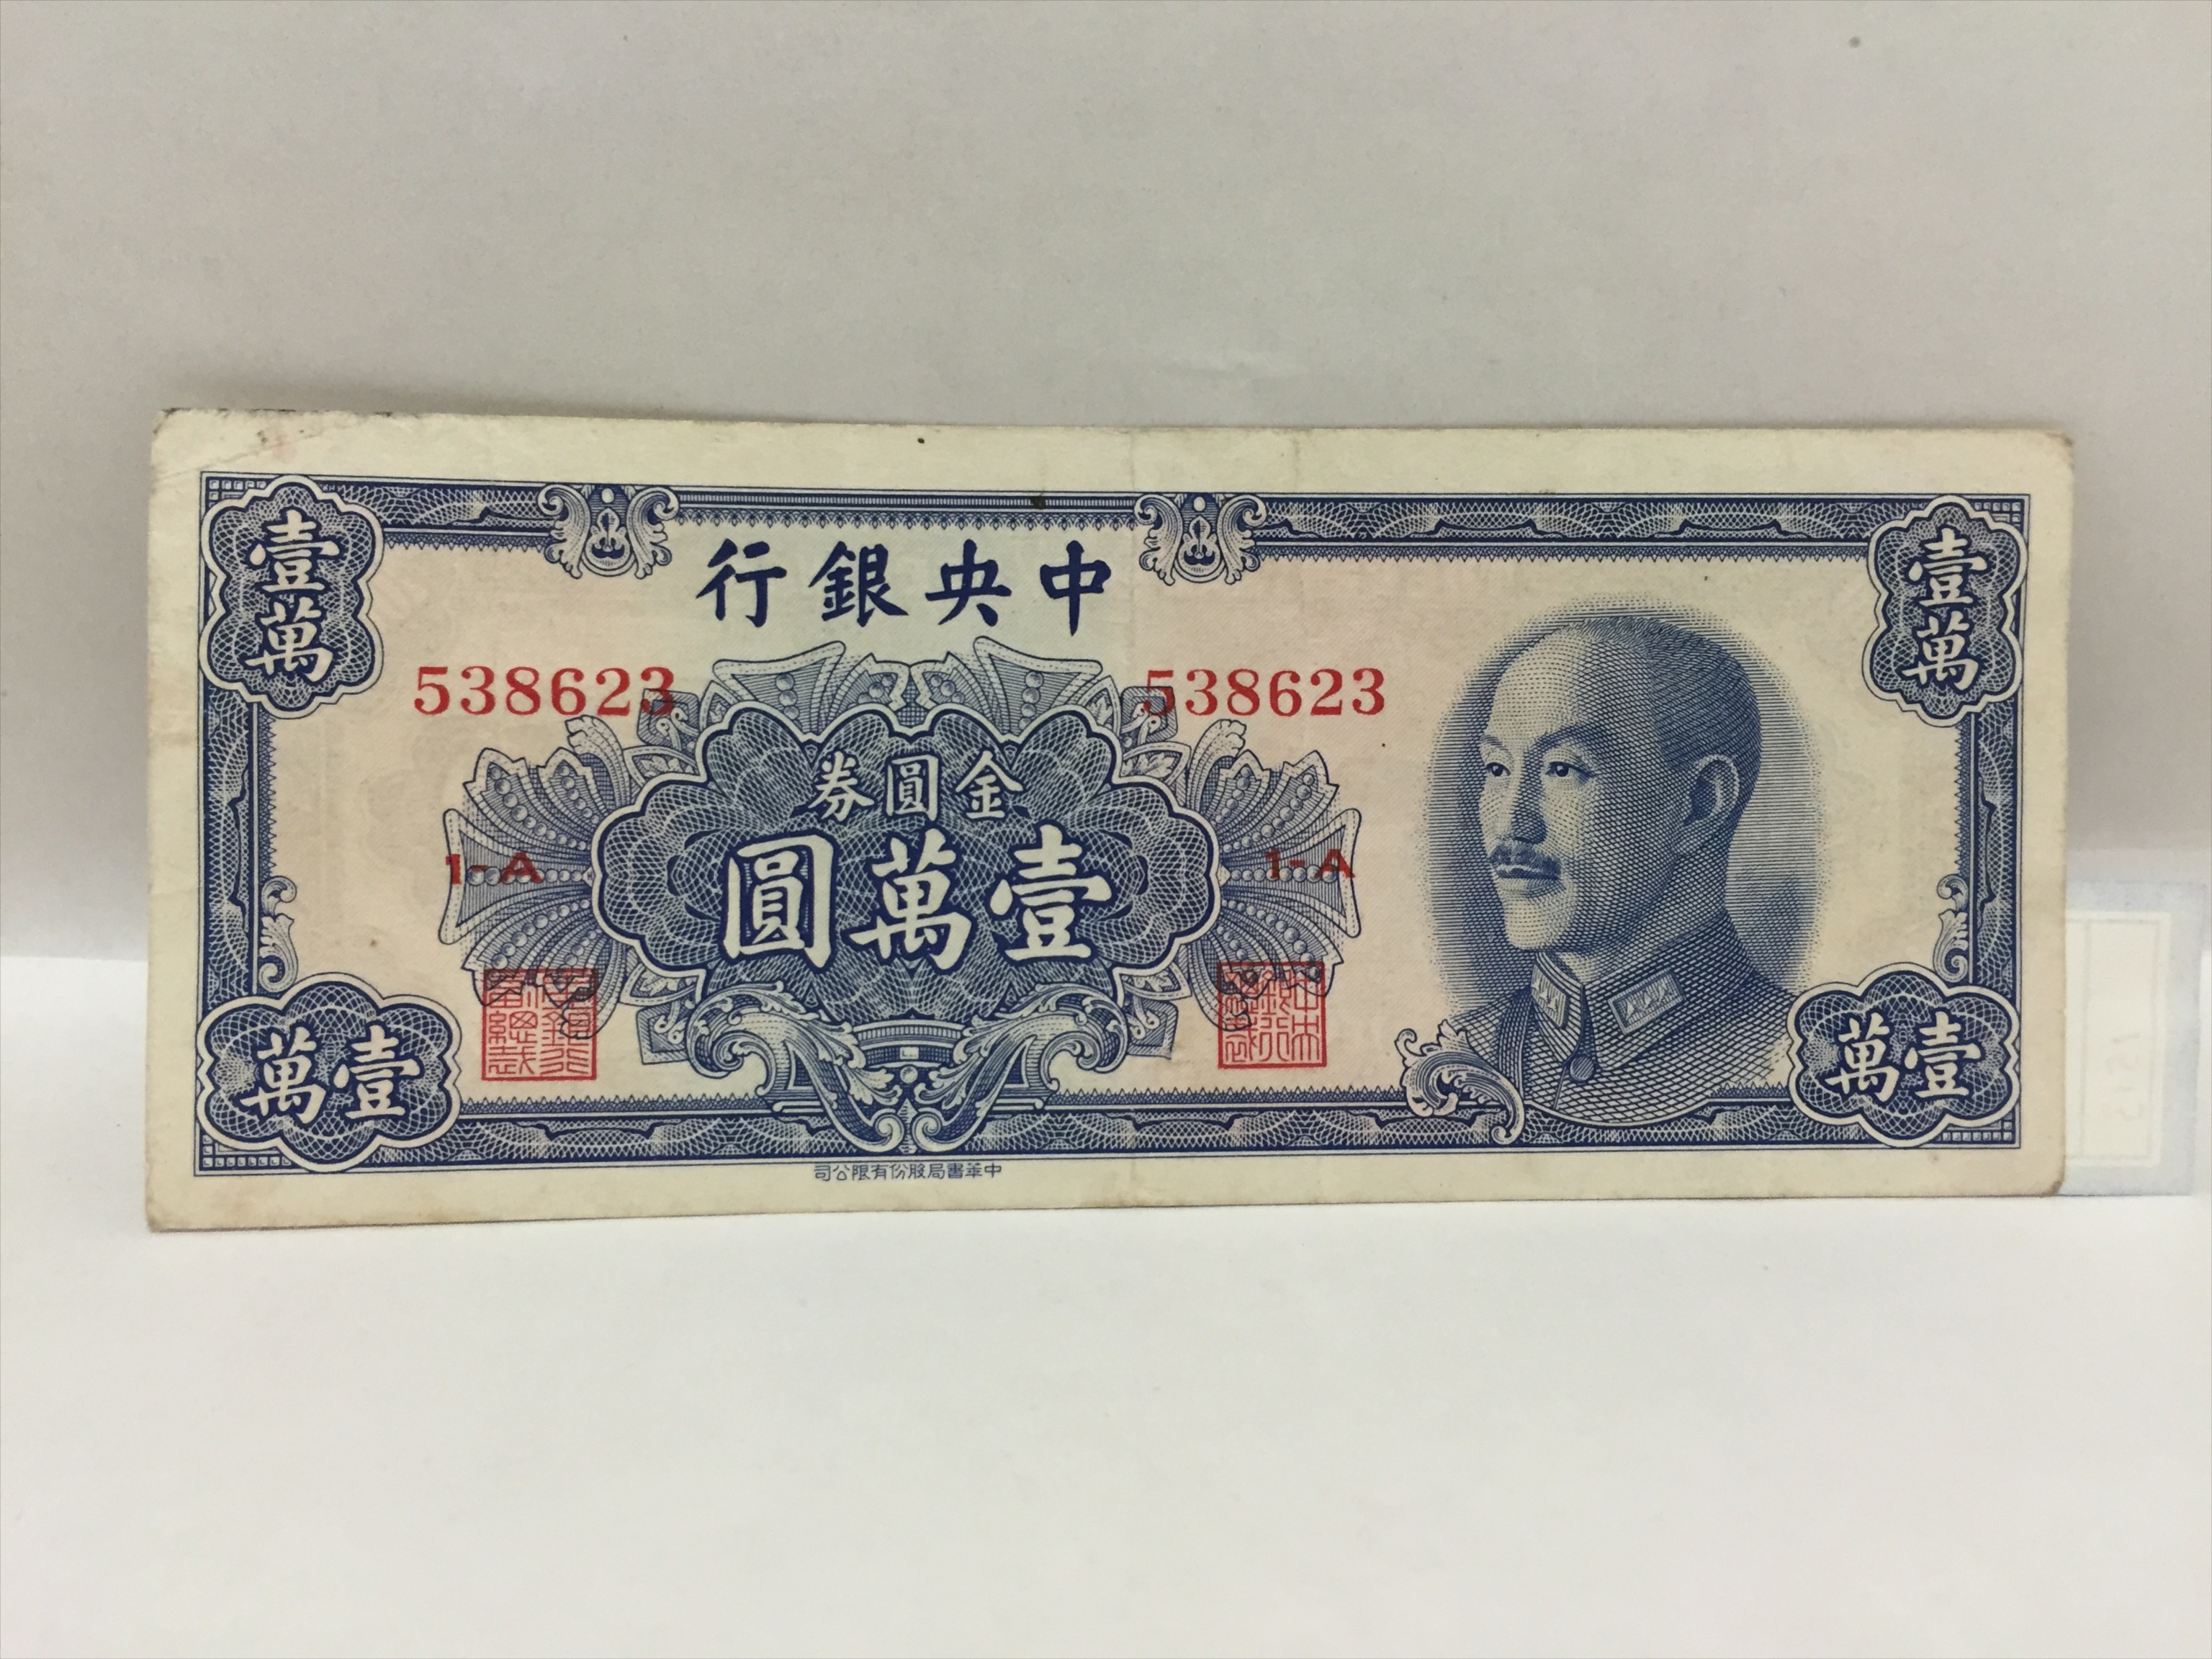 中央銀行
壹萬
壹萬
538623
538623
金圓券
壹萬圓
1-A
1-A
壹萬
壹萬
中華書局股份有限公司